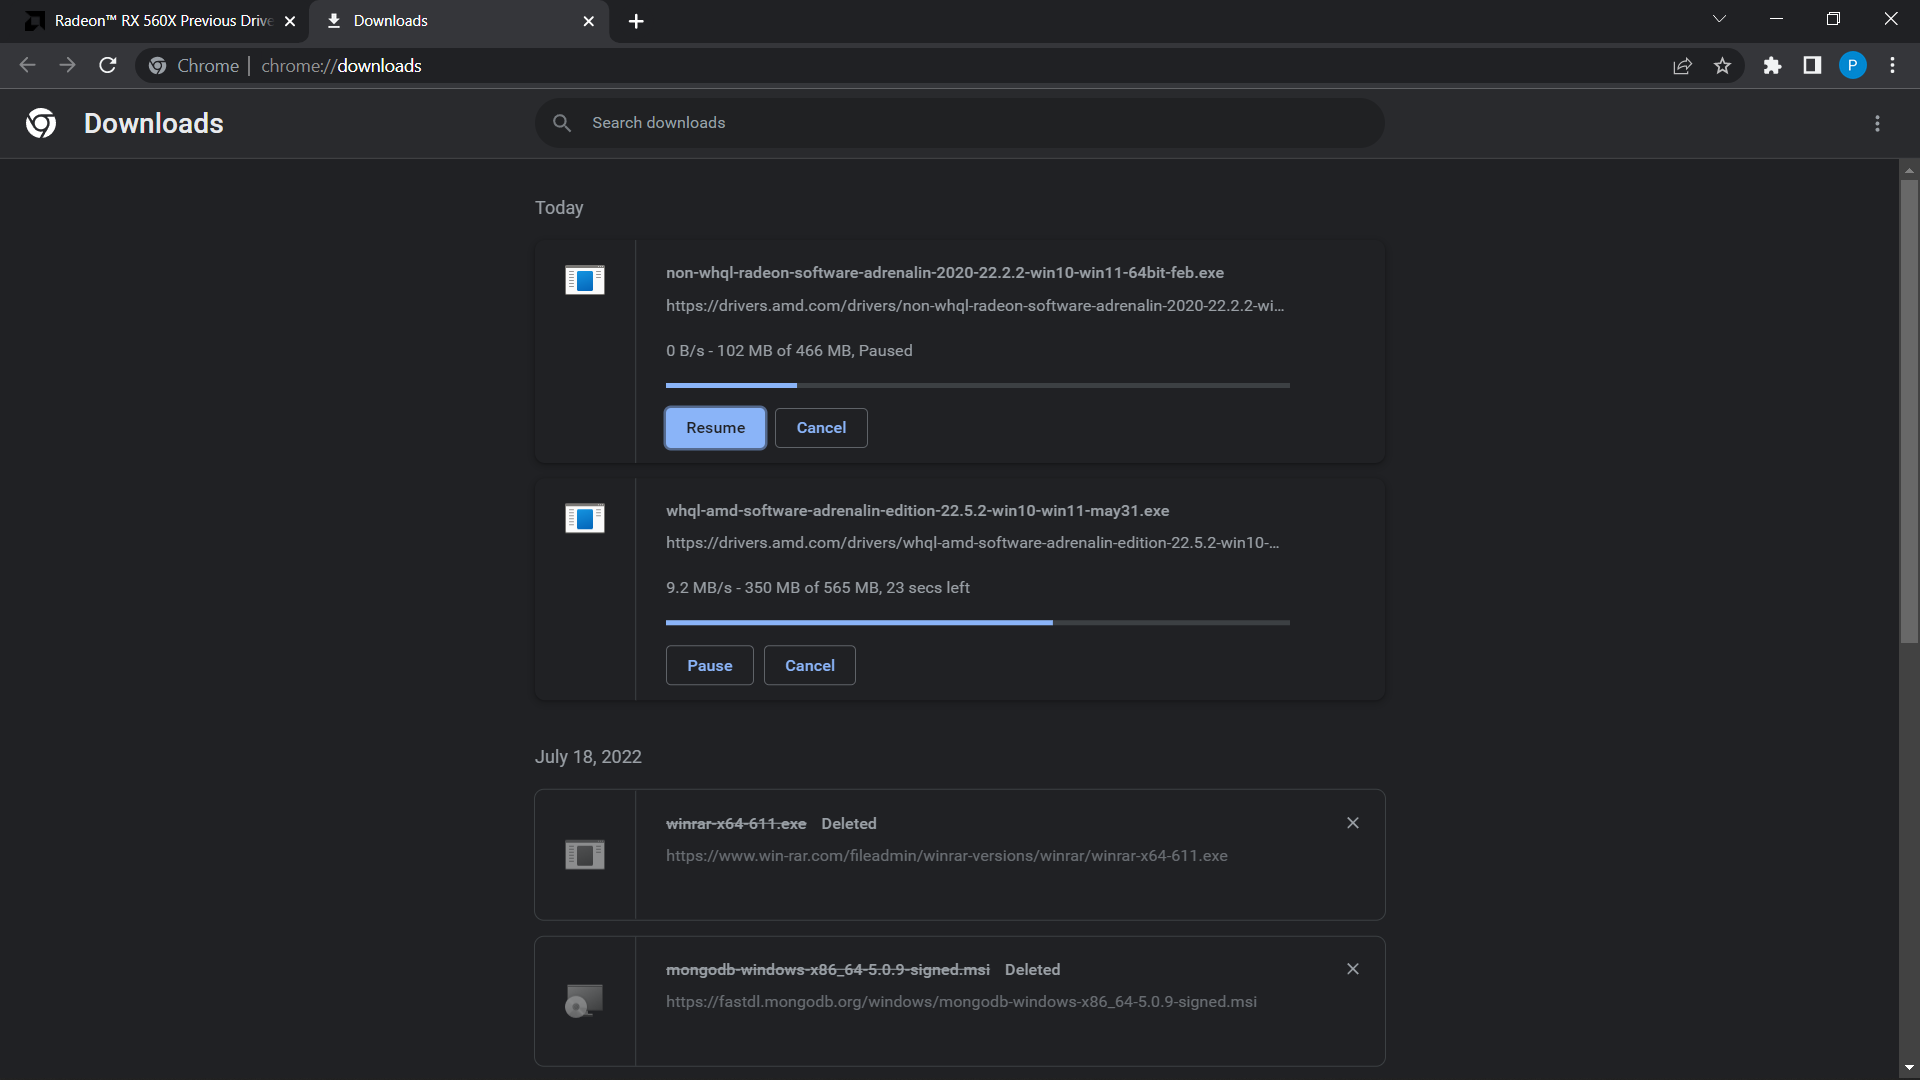 Radeon™ RX 560X Previous Drive
Downloads
Chrome | chrome://downloads
P
Downloads
Search downloads
Today
non-whql-radeon-software-adrenalin-2020-22.2.2-win10-win11-64bit-feb.exe
https://drivers.amd.com/drivers/non-whql-radeon-software-adrenalin-2020-22.2.2-wi...
0 B/s - 102 MB of 466 MB, Paused
Resume Cancel
whql-amd-software-adrenalin-edition-22.5.2-win10-win11-may31.exe
https://drivers.amd.com/drivers/whql-amd-software-adrenalin-edition-22.5.2-win10-...
9.2 MB/s - 350 MB of 565 MB, 23 secs left
Pause Cancel
July 18, 2022
winrar-x64-611.exe Deleted
https://www.win-rar.com/fileadmin/winrar-versions/winrar/winrar-x64-611.exe
mongodb-windows-x86_64-5.0.9-signed.msi Deleted
https://fastdl.mongodb.org/windows/mongodb-windows-x86_64-5.0.9-signed.msi